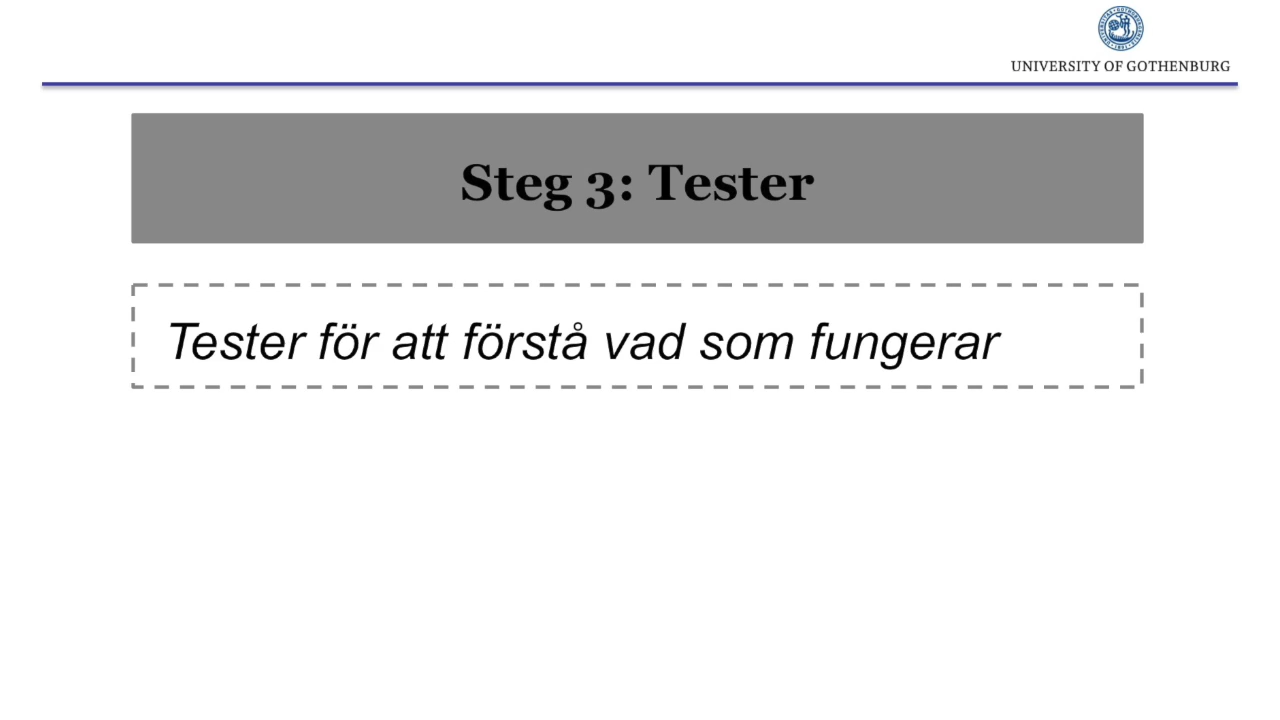 UNIVERSITY OF GOTHENBURG
Steg 3: Tester
Tester för att förstå vad som fungerar